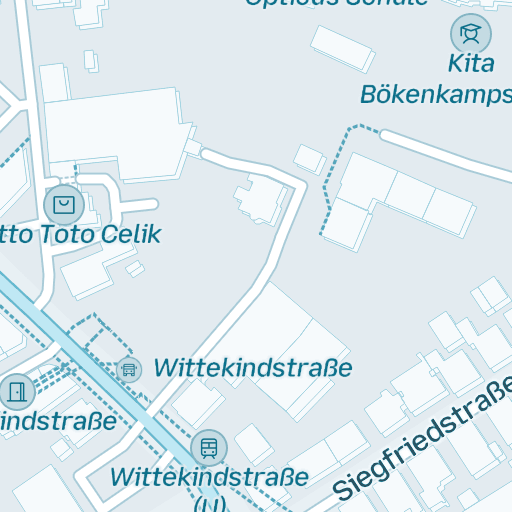 Kita
Bökenkamps
tto Toto Celik
Wittekindstraße
indstraße
Siegfriedstraße
Wittekindstraße
(U)